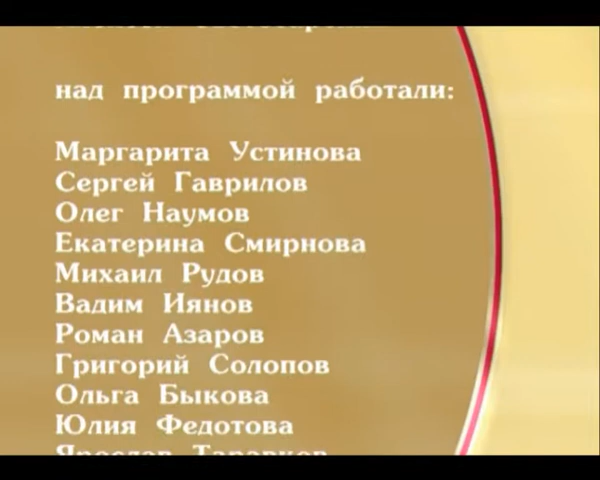 над программой работали:
Маргарита Устинова
Сергей Гаврилов
Олег Наумов
Екатерина Смирнова
Михаил Рудов
Вадим Иянов
Роман Азаров
Григорий Солопов
Ольга Быкова
Юлия Федотова
Ярослав